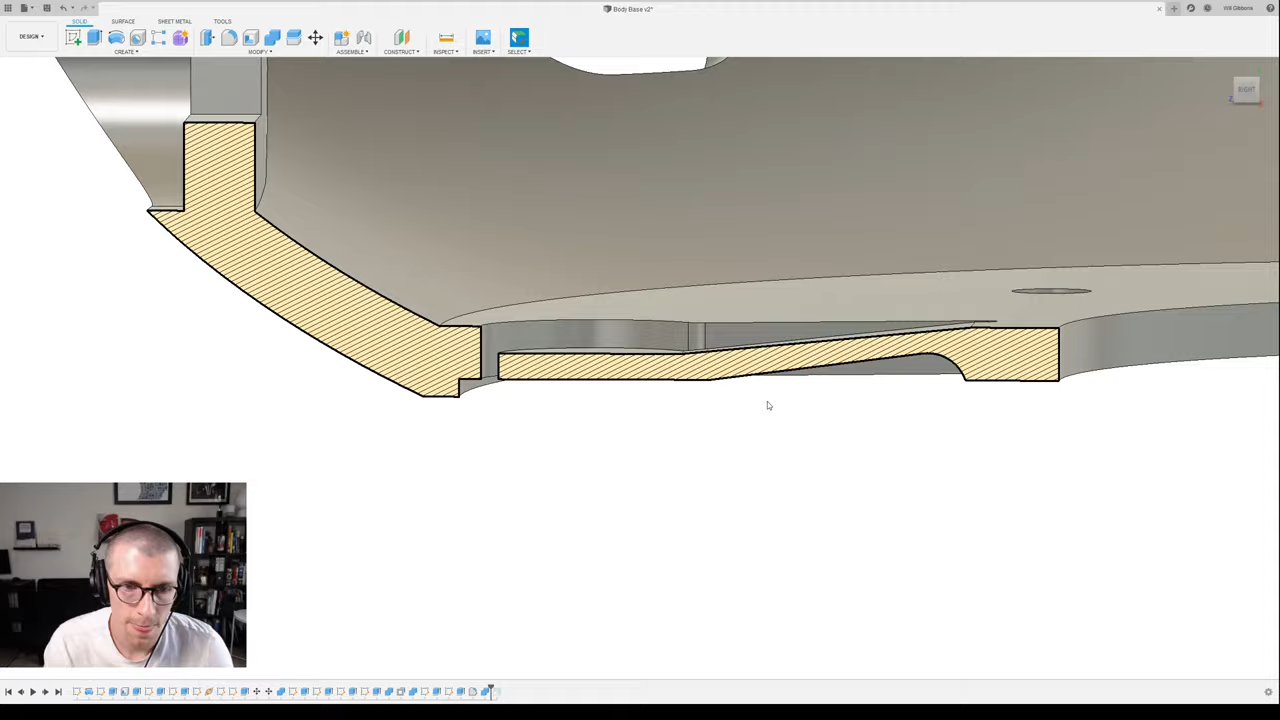 Body Base v2*
Will Gibbons
SOLID SURFACE SHEET METAL TOOLS
DESIGN
CREATE MODIFY ASSEMBLE CONSTRUCT INSPECT INSERT SELECT
RIGHT
Z